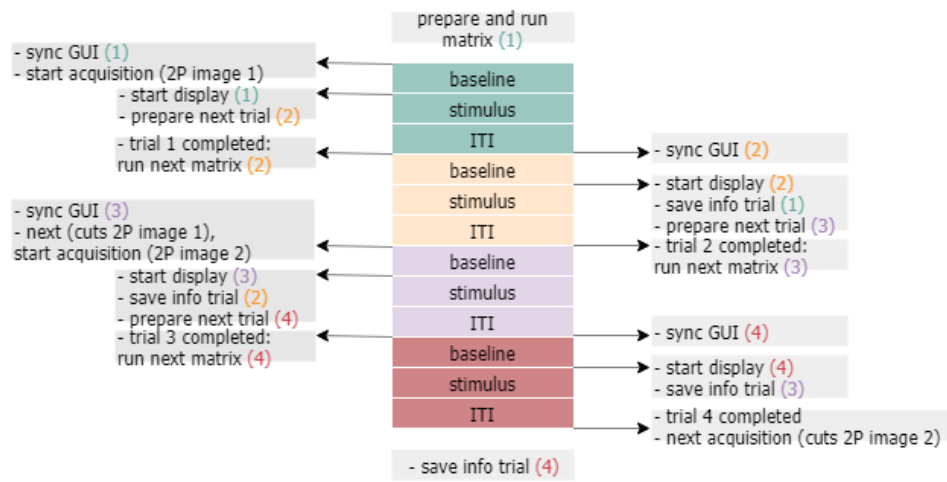 prepare and run
matrix (1)
- sync GUI (1)
- start acquisition (2P image 1)
baseline
- start display (1)
- prepare next trial (2)
stimulus
- trial 1 completed:
run next matrix (2)
ITI
- sync GUI (2)
baseline
- start display (2)
- save info trial (1)
- prepare next trial (3)
stimulus
- sync GUI (3)
- next (cuts 2P image 1),
start acquisition (2P image 2)
ITI
- trial 2 completed:
run next matrix (3)
baseline
- start display (3)
- save info trial (2)
- prepare next trial (4)
stimulus
- trial 3 completed:
run next matrix (4)
ITI
- sync GUI (4)
baseline
- start display (4)
- save info trial (3)
stimulus
ITI
- trial 4 completed
- next acquisition (cuts 2P image 2)
- save info trial (4)